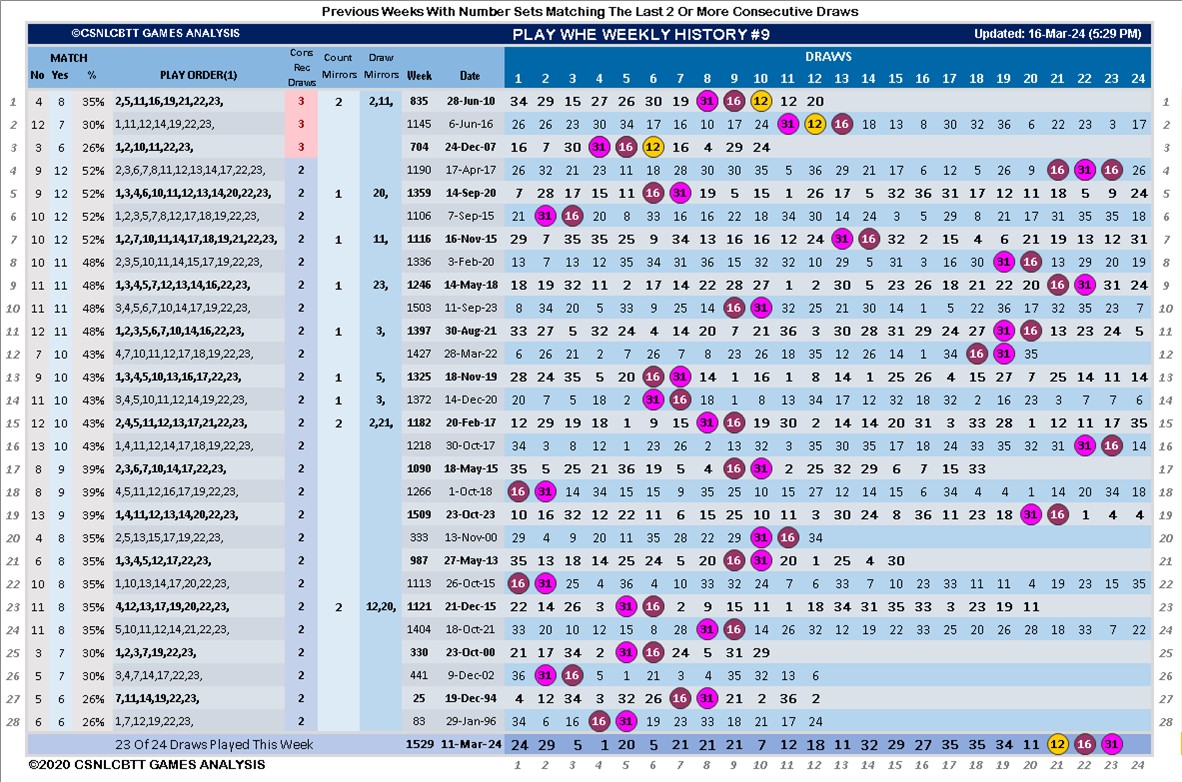 Previous Weeks With Number Sets Matching The Last 2 Or More Consecutive Draws
©CSNLCBTT GAMES ANALYSIS PLAY WHE WEEKLY HISTORY #9 Updated: 16-Mar-24 (5:29 PM)
MATCH Cons Rec Draws Count Mirrors Draw Mirrors DRAWS
No Yes % PLAY ORDER(1) Week Date 1 2 3 4 5 6 7 8 9 10 11 12 13 14 15 16 17 18 19 20 21 22 23 24
1 4 8 35% 2,5,11,16,19,21,22,23, 3 2 2,11, 835 28-Jun-10 34 29 15 27 26 30 19 31 16 12 12 20 1
2 12 7 30% 1,11,12,14,19,22,23, 3 1145 6-Jun-16 25 26 23 30 34 17 16 10 17 24 31 12 16 18 13 8 30 32 36 6 22 23 3 17 2
3 3 6 26% 1,2,10,11,22,23, 3 704 24-Dec-07 16 7 30 31 16 12 16 4 29 24 3
4 9 12 52% 2,3,6,7,8,11,12,13,14,17,22,23, 2 1190 17-Apr-17 26 32 21 23 11 18 28 30 30 35 5 4 36 21 17 6 12 5 26 9 16 31 16 26 4
5 9 12 52% 1,3,4,6,10,11,12,13,14,20,22,23, 2 1 20, 1359 14-Sep-20 7 28 17 15 11 16 31 19 5 15 1 26 17 5 32 36 31 17 12 11 18 5 9 24 5
6 10 12 52% 1,2,3,5,7,8,12,17,18,19,22,23, 2 1106 7-Sep-15 21 31 16 20 8 33 16 16 22 18 34 30 14 24 3 5 29 8 21 17 31 35 35 18 6
7 10 12 52% 1,2,7,10,11,14,17,18,19,21,22,23, 2 1 11, 1116 16-Nov-15 29 7 35 35 25 9 34 13 16 16 12 24 31 16 32 2 15 4 6 21 19 13 12 31 7
8 10 11 48% 2,3,5,10,11,14,15,17,19,22,23, 2 1336 3-Feb-20 13 7 13 12 35 34 31 36 15 32 32 10 29 5 31 3 16 30 31 16 13 29 20 19 8
9 11 11 48% 1,3,4,5,7,12,13,14,16,22,23, 2 1 23, 1246 14-May-18 18 19 32 11 2 17 14 22 28 27 1 2 30 5 23 26 18 21 22 20 16 31 31 24 9
10 11 11 48% 3,4,5,6,7,10,14,17,19,22,23, 2 1503 11-Sep-23 8 34 20 5 33 9 25 14 16 31 32 25 21 30 14 1 5 22 36 17 32 35 23 7 10
11 12 11 48% 1,2,3,5,6,7,10,14,16,22,23, 2 1 3, 1397 30-Aug-21 33 27 5 32 24 4 14 20 7 21 36 3 30 28 31 29 24 27 31 16 13 23 24 5 11
12 7 10 43% 4,7,10,11,12,17,18,19,22,23, 2 1427 28-Mar-22 6 26 21 2 7 26 7 8 23 26 18 35 12 26 14 1 34 16 31 35 12
13 9 10 43% 1,3,4,5,10,13,16,17,22,23, 2 1 5, 1325 18-Nov-19 28 24 35 5 20 16 31 14 1 16 1 8 14 1 25 26 4 15 27 7 25 14 11 14 13
14 11 10 43% 3,4,5,10,11,12,14,19,22,23, 2 1 3, 1372 14-Dec-20 20 7 5 18 2 31 16 1 8 13 34 17 12 32 18 32 2 16 23 3 7 7 6 14
15 12 10 43% 2,4,5,11,12,13,17,21,22,23, 2 2 2,21, 1182 20-Feb-17 12 29 19 18 1 9 15 31 16 19 30 2 14 14 20 31 3 33 28 1 12 11 17 35 15
16 13 10 43% 1,4,11,12,14,17,18,19,22,23, 2 1218 30-Oct-17 34 3 8 12 1 23 26 2 13 32 3 35 30 35 17 18 24 33 35 32 22 31 16 14 16
17 8 9 39% 2,3,6,7,10,14,17,22,23, 2 1090 18-May-15 35 5 25 21 36 19 5 4 16 31 2 25 32 29 6 7 15 33 17
18 8 9 39% 4,5,11,12,16,17,19,22,23, 2 1266 1-Oct-18 16 31 14 34 15 15 9 35 25 10 15 12 14 15 6 34 4 4 1 14 22 20 34 18 18
19 13 9 39% 1,4,11,12,13,14,20,22,23, 2 1509 23-Oct-23 10 16 32 12 22 11 6 15 25 10 11 3 30 24 8 36 11 23 18 31 16 1 4 4 19
20 4 8 35% 2,5,13,15,17,19,22,23, 2 333 13-Nov-00 29 4 9 20 11 35 28 22 29 31 16 34 20
21 6 8 35% 1,3,4,5,12,17,22,23, 2 987 27-May-13 35 13 18 14 25 24 5 20 16 31 20 1 25 4 30 21
22 10 8 35% 1,10,13,14,17,20,22,23, 2 1113 26-Oct-15 16 31 25 4 36 4 10 33 32 24 7 6 33 7 10 23 33 11 11 4 19 23 15 35 22
23 11 8 35% 4,12,13,17,19,20,22,23, 2 2 12,20, 1121 21-Dec-15 22 14 26 3 31 16 2 9 15 11 1 18 34 31 35 33 3 23 19 11 23
24 11 8 35% 5,10,11,12,14,21,22,23, 2 1404 18-Oct-21 33 20 10 12 15 8 28 31 16 14 26 32 12 19 22 33 25 20 26 28 18 33 7 22 24
25 3 7 30% 1,2,3,7,19,22,23, 2 330 23-Oct-00 21 17 34 2 31 16 24 5 31 29 25
26 5 7 30% 3,4,7,14,17,22,23, 2 441 9-Dec-02 36 31 16 5 1 21 3 4 35 32 13 6 26
27 5 6 26% 7,11,14,19,22,23, 2 25 19-Dec-94 4 12 34 3 32 26 16 31 21 2 36 2 27
28 6 6 26% 1,7,12,19,22,23, 2 83 29-Jan-96 34 6 16 16 31 19 33 18 21 17 24 28
23 Of 24 Draws Played This Week 1529 11-Mar-24 24 29 5 1 20 5 21 21 21 7 12 18 11 32 29 27 35 35 34 11 12 16 31
©2020 CSNLCBTT GAMES ANALYSIS 1 2 3 4 5 6 7 8 9 10 11 12 13 14 15 16 17 18 19 20 21 22 23 24